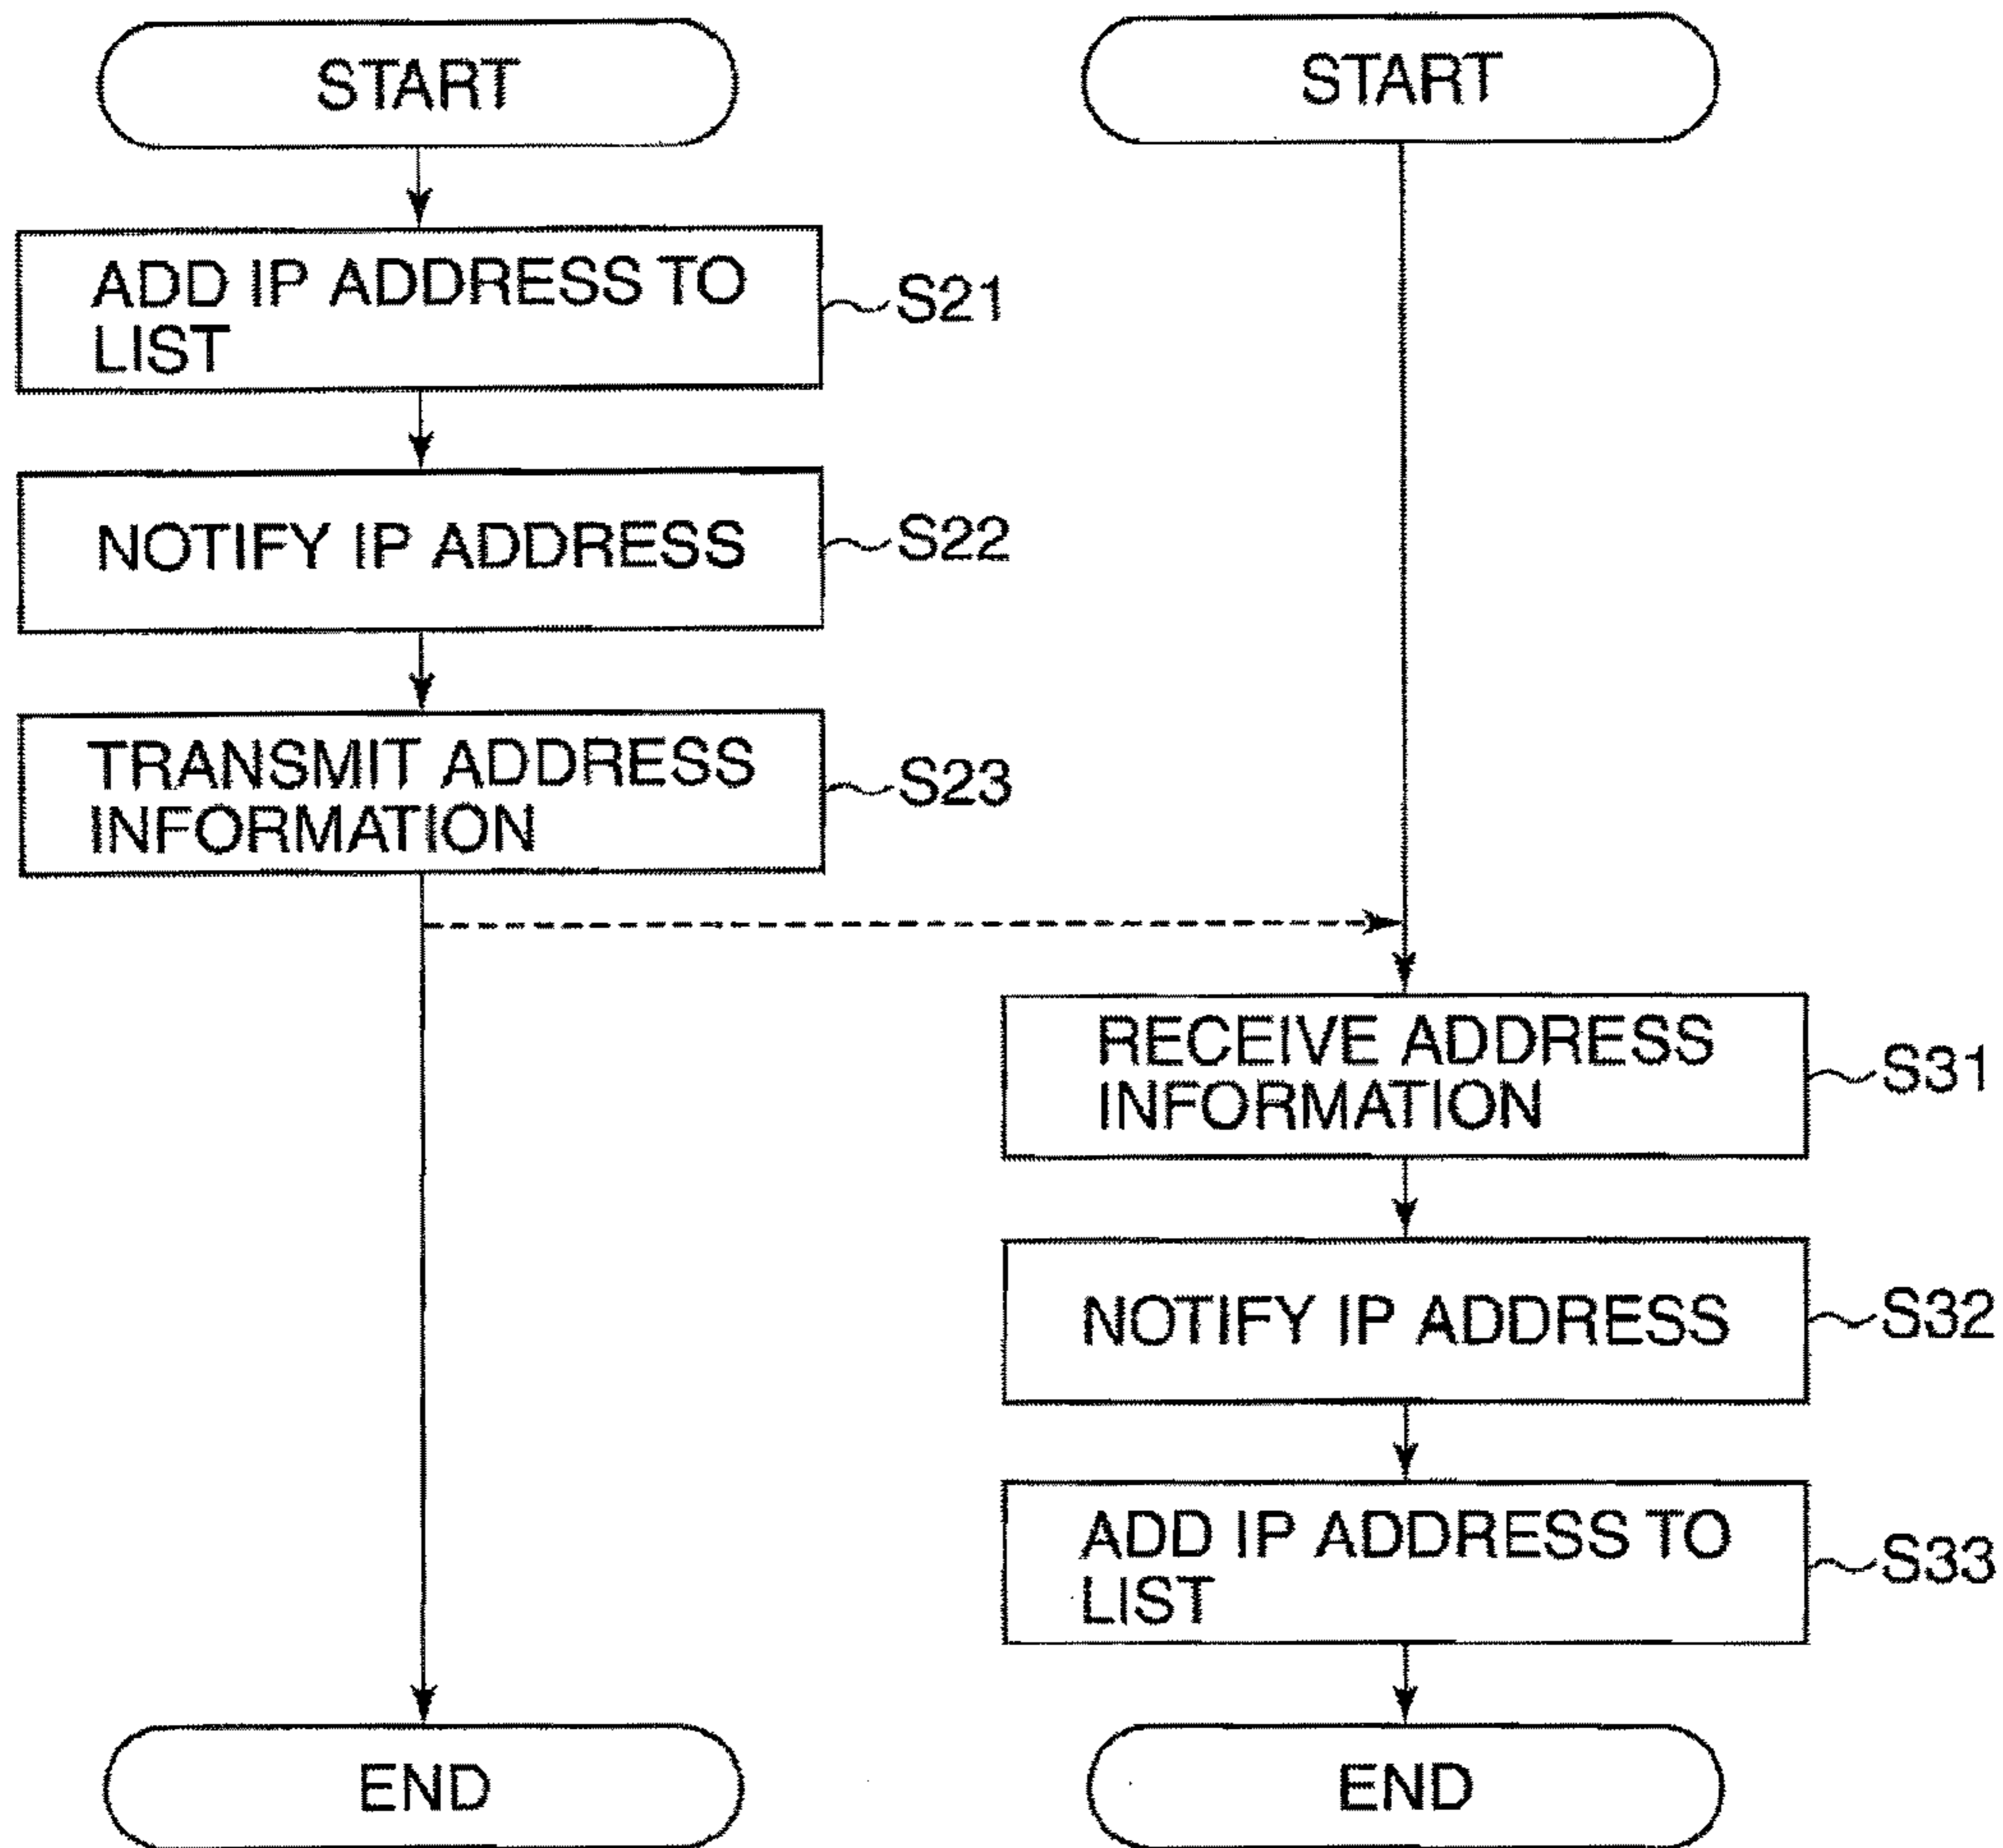 START
ADD IP ADDRESS TO
LIST
S21
NOTIFY IP ADDRESS
S22
TRANSMIT ADDRESS
INFORMATION
S23
END
START
RECEIVE ADDRESS
INFORMATION
S31
NOTIFY IP ADDRESS
S32
ADD IP ADDRESS TO
LIST
S33
END